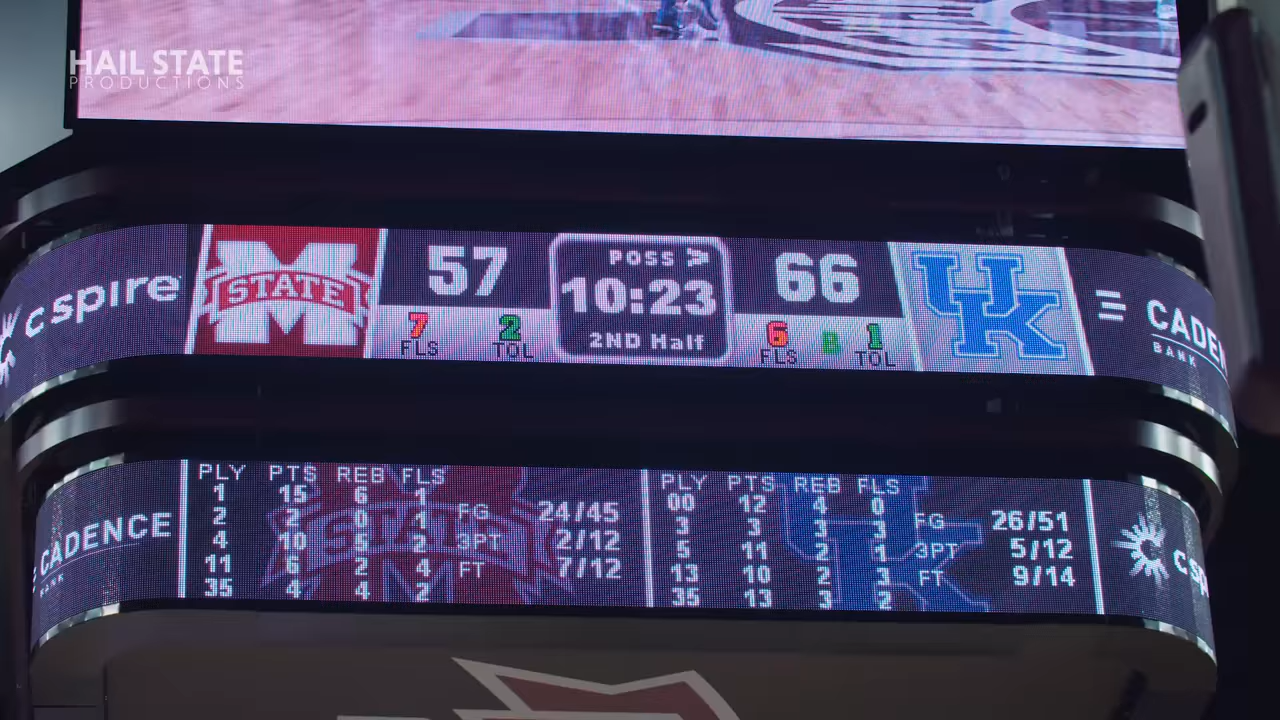 HAIL STATE
PRODUCTIONS
C SPIRE
M
STATE
57
7
FLS
2
TOL
POSS >
10:23
2ND Half
66
6
FLS
B
1
TOL
UK
CADEN
BANK
CADENCE
BANK
PLY PTS REB FLS
1 15 6 1
2 2 0 1
4 10 5 2
11 6 2 4
35 4 4 2
FG 24/45
3PT 2/12
FT 7/12
STATE
PLY PTS REB FLS
00 12 4 0
3 3 3 3
5 11 2 1
13 10 2 3
35 13 3 2
FG 26/51
3PT 5/12
FT 9/14
C SP